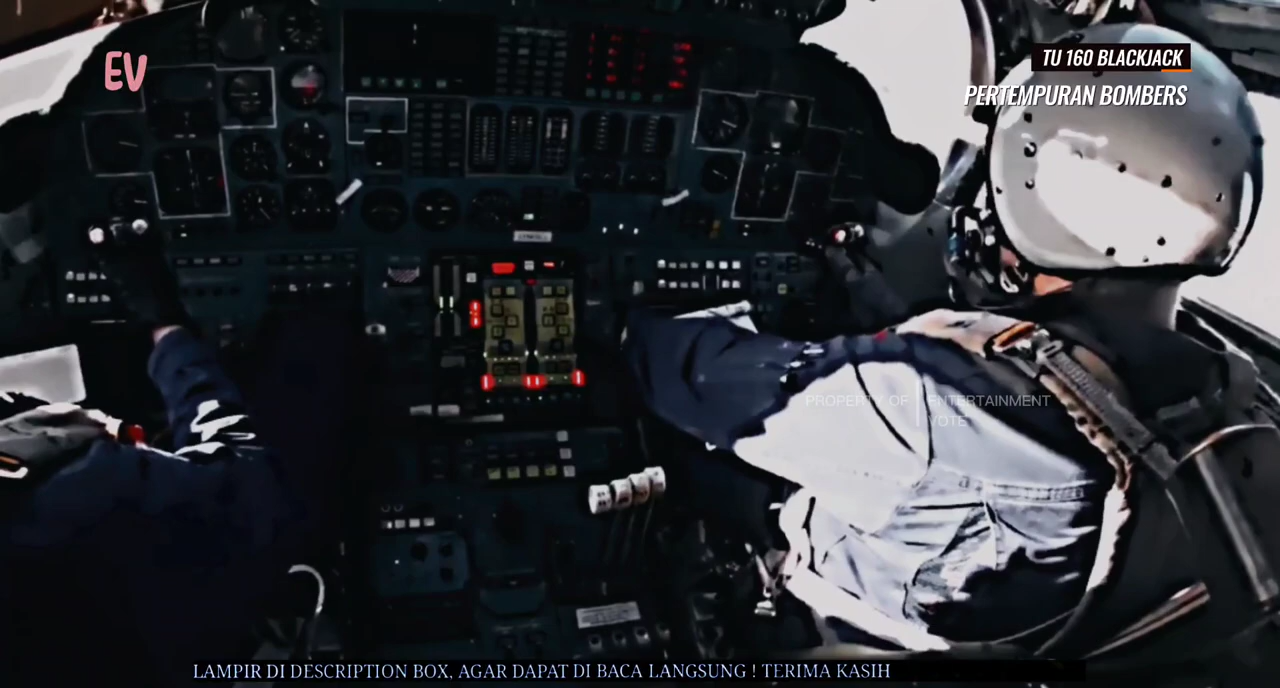 EV
TU 160 BLACKJACK
PERTEMPURAN BOMBERS
PROPERTY OF ENTERTAINMENT
VOTE
LAMPIR DI DESCRIPTION BOX, AGAR DAPAT DI BACA LANGSUNG ! TERIMA KASIH